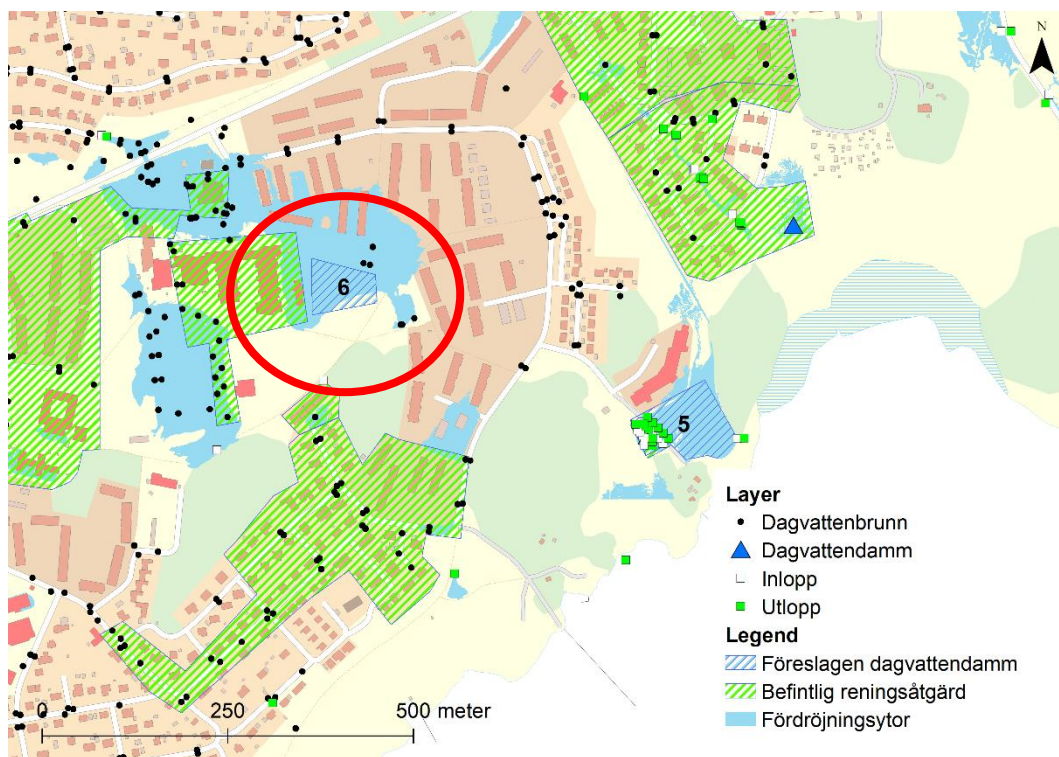 N
6
5
Layer
Dagvattenbrunn
Dagvattendamm
Inlopp
Utlopp
Legend
Föreslagen dagvattendamm
Befintlig reningsåtgärd
Fördröjningsytor
0 250 500 meter